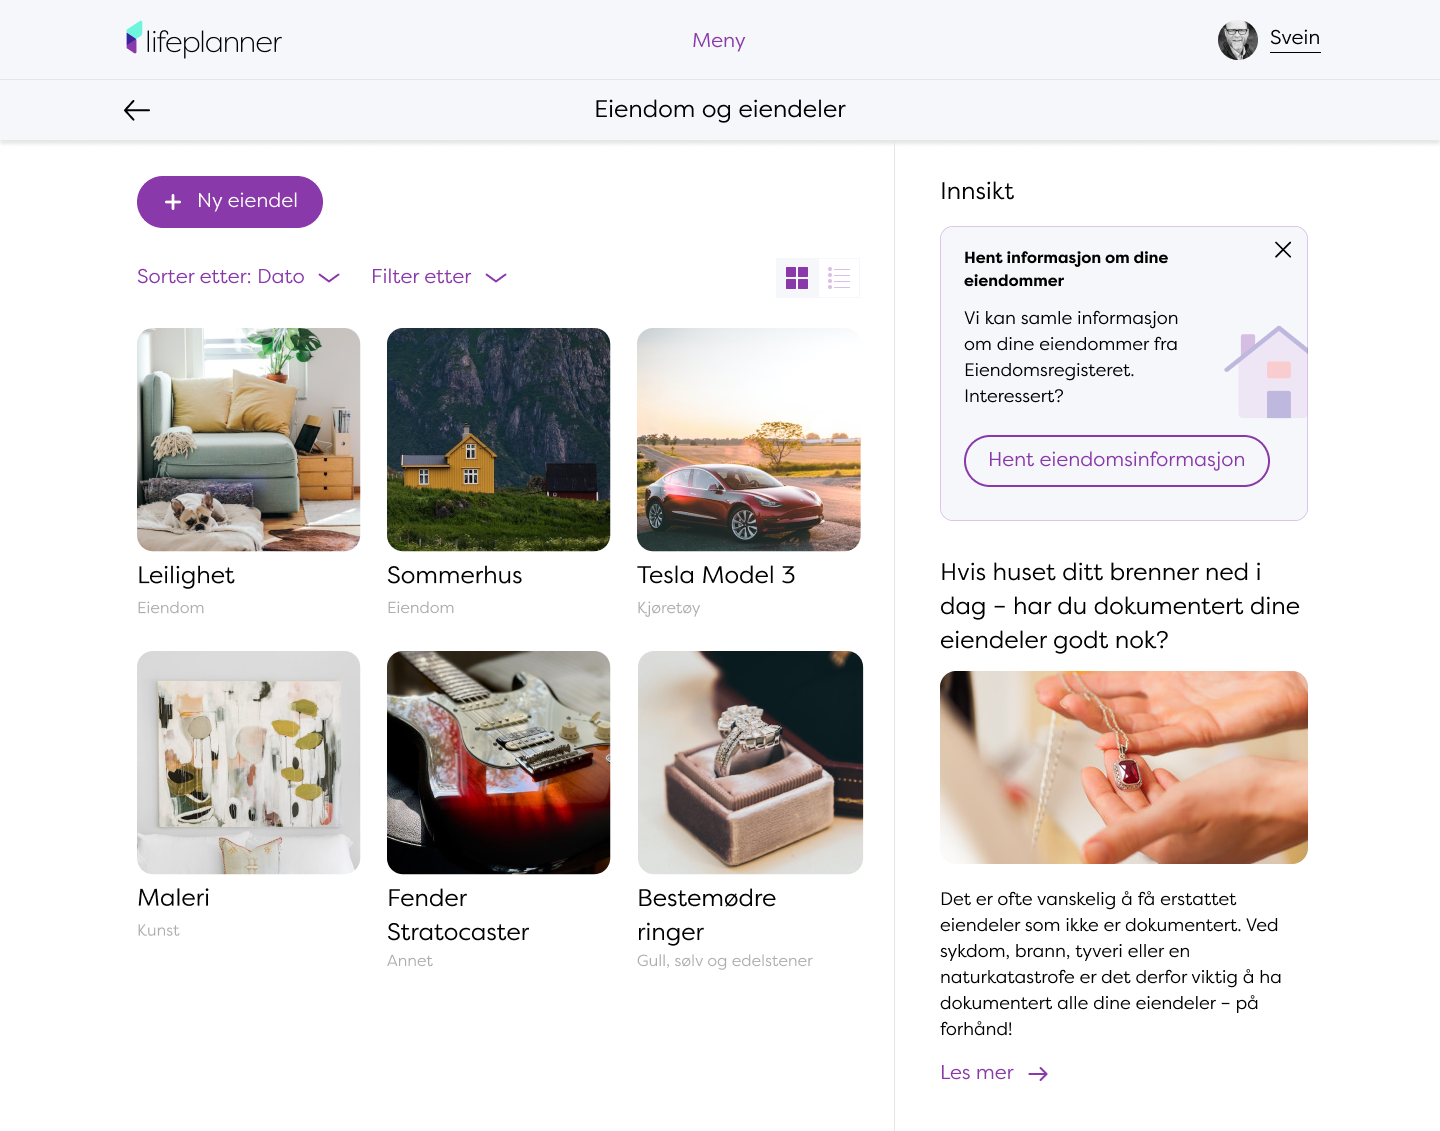 lifeplanner
Meny
Svein
Eiendom og eiendeler
Ny eiendel
Sorter etter: Dato
Filter etter
Leilighet
Eiendom
Sommerhus
Eiendom
Tesla Model 3
Kjøretøy
Maleri
Kunst
Fender
Stratocaster
Annet
Bestemødre
ringer
Gull, sølv og edelstener
Innsikt
Hent informasjon om dine
eiendommer
Vi kan samle informasjon
om dine eiendommer fra
Eiendomsregisteret.
Interessert?
Hent eiendomsinformasjon
Hvis huset ditt brenner ned i
dag – har du dokumentert dine
eiendeler godt nok?
Det er ofte vanskelig å få erstattet
eiendeler som ikke er dokumentert. Ved
sykdom, brann, tyveri eller en
naturkatastrofe er det derfor viktig å ha
dokumentert alle dine eiendeler – på
forhånd!
Les mer